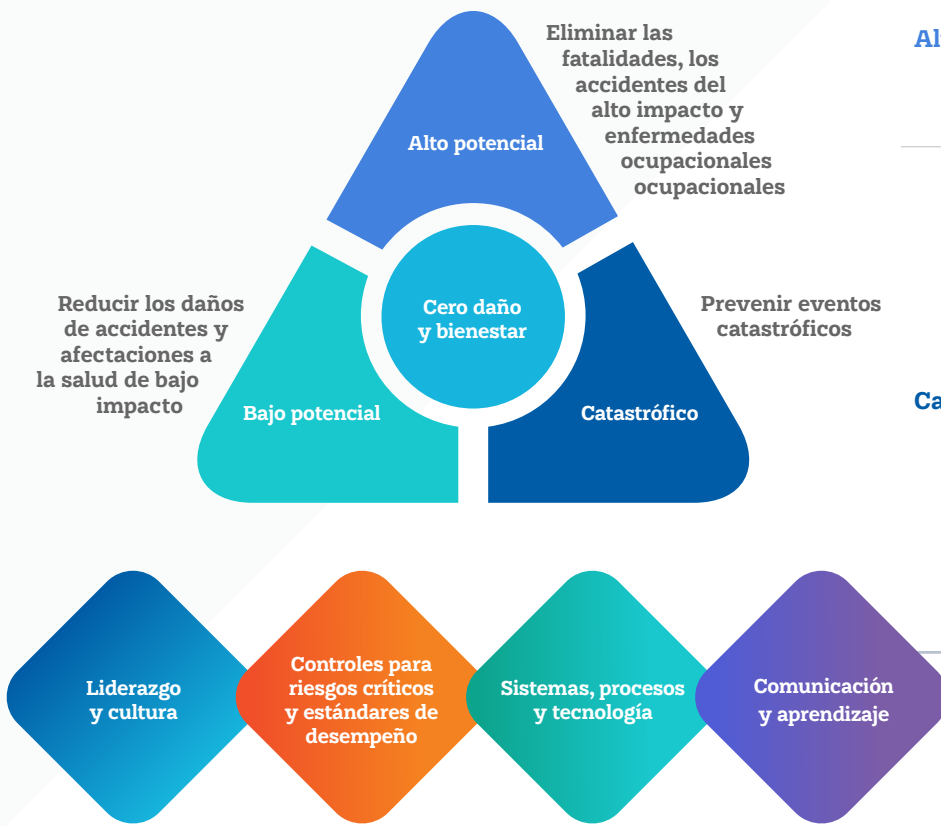 Eliminar las
fatalidades, los
accidentes del
alto impacto y
enfermedades
ocupacionales
ocupacionales
Alto potencial
Reducir los daños
de accidentes y
afectaciones a
la salud de bajo
impacto
Cero daño
y bienestar
Prevenir eventos
catastróficos
Bajo potencial
Catastrófico
Liderazgo
y cultura
Controles para
riesgos críticos
y estándares de
desempeño
Sistemas, procesos
y tecnología
Comunicación
y aprendizaje